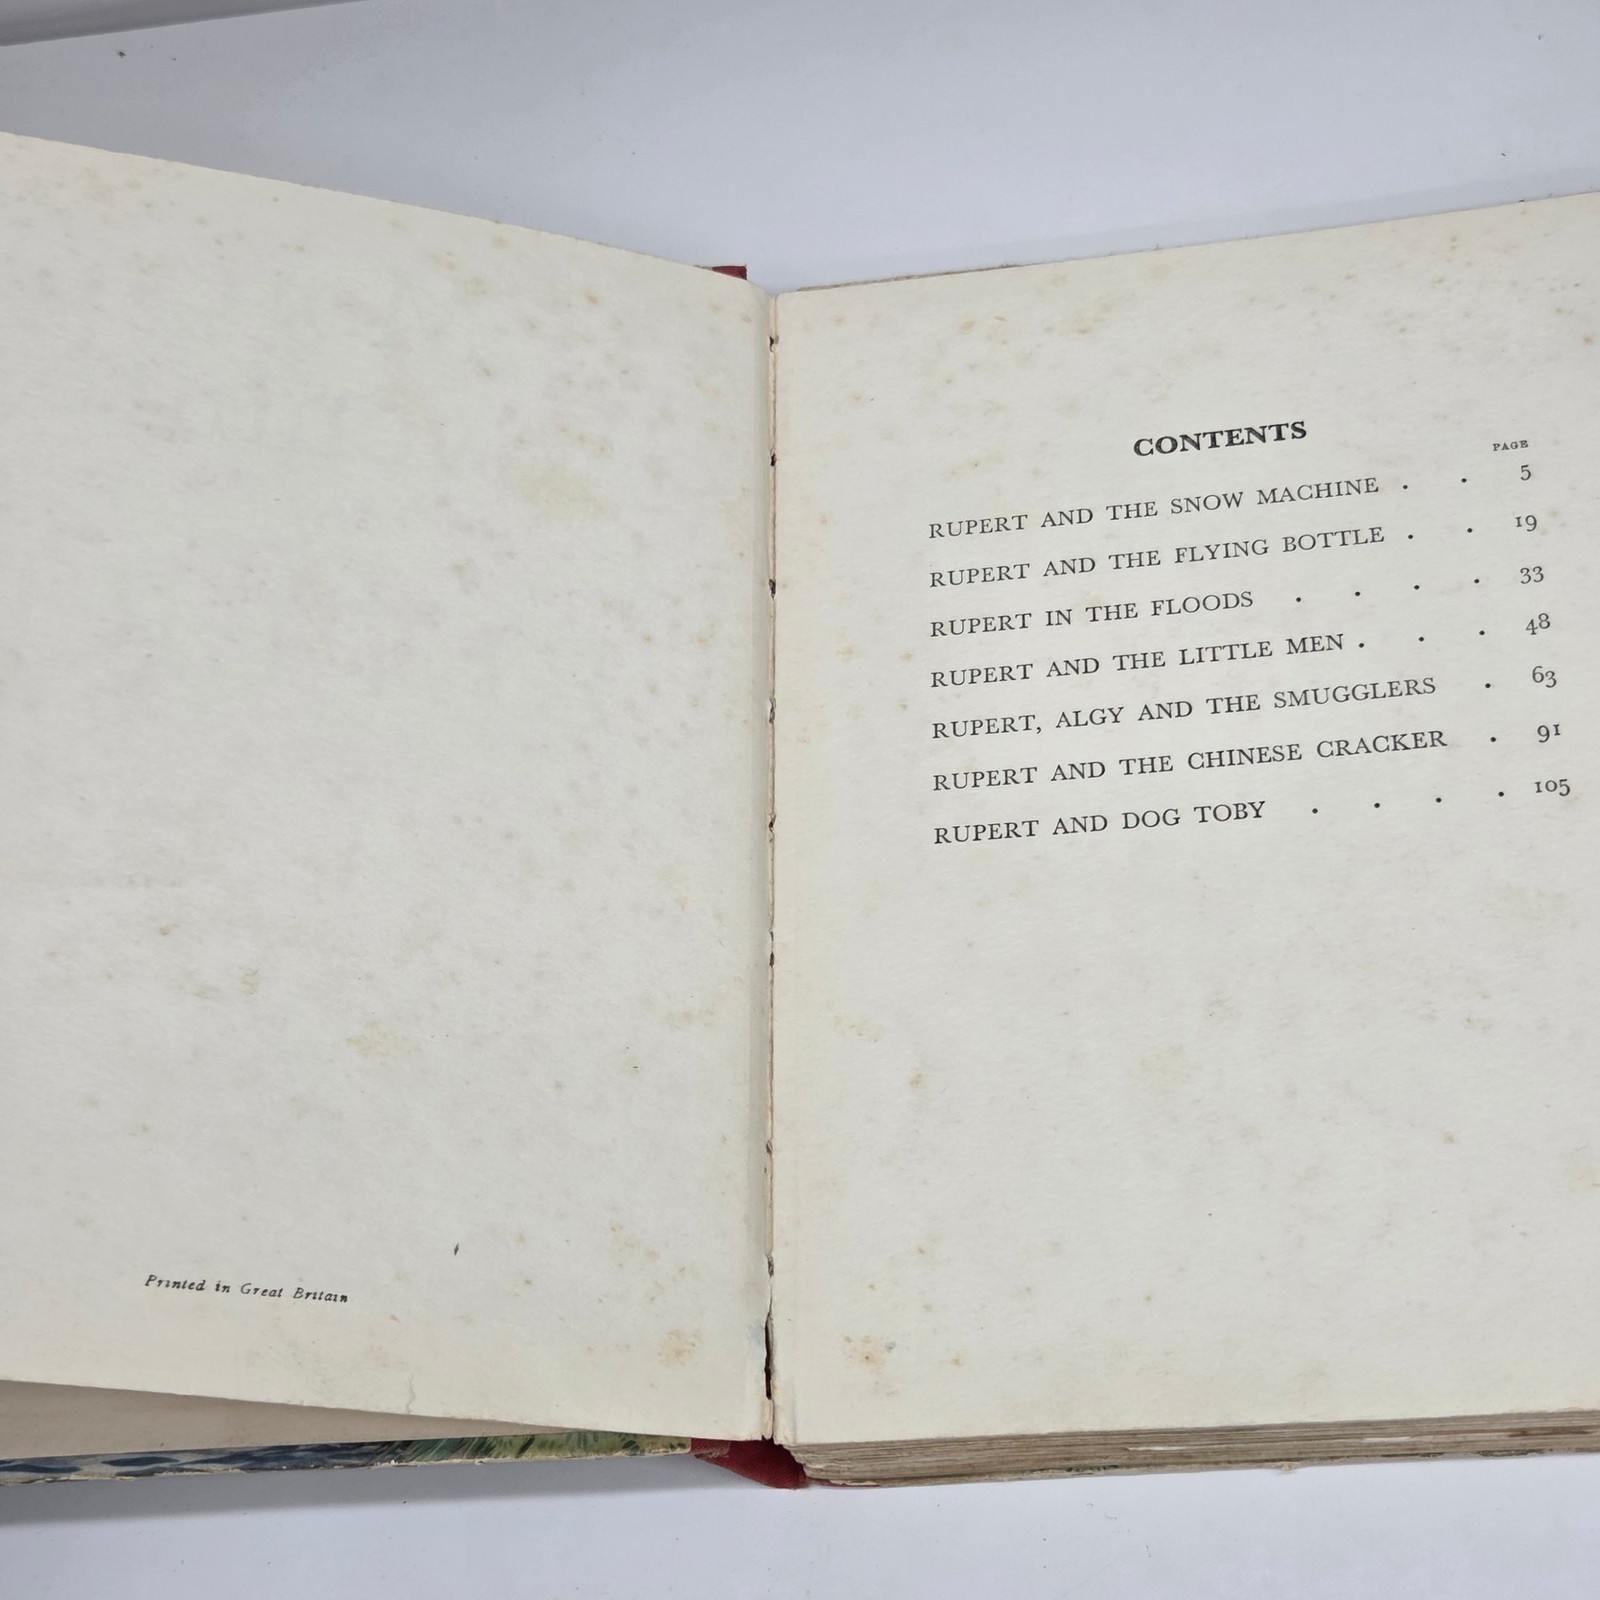 Printed in Great Britain
CONTENTS
PAGE
RUPERT AND THE SNOW MACHINE . . 5
RUPERT AND THE FLYING BOTTLE . . 19
RUPERT IN THE FLOODS . . . . 33
RUPERT AND THE LITTLE MEN . . . 48
RUPERT, ALGY AND THE SMUGGLERS . 63
RUPERT AND THE CHINESE CRACKER . 91
RUPERT AND DOG TOBY . . . . 105